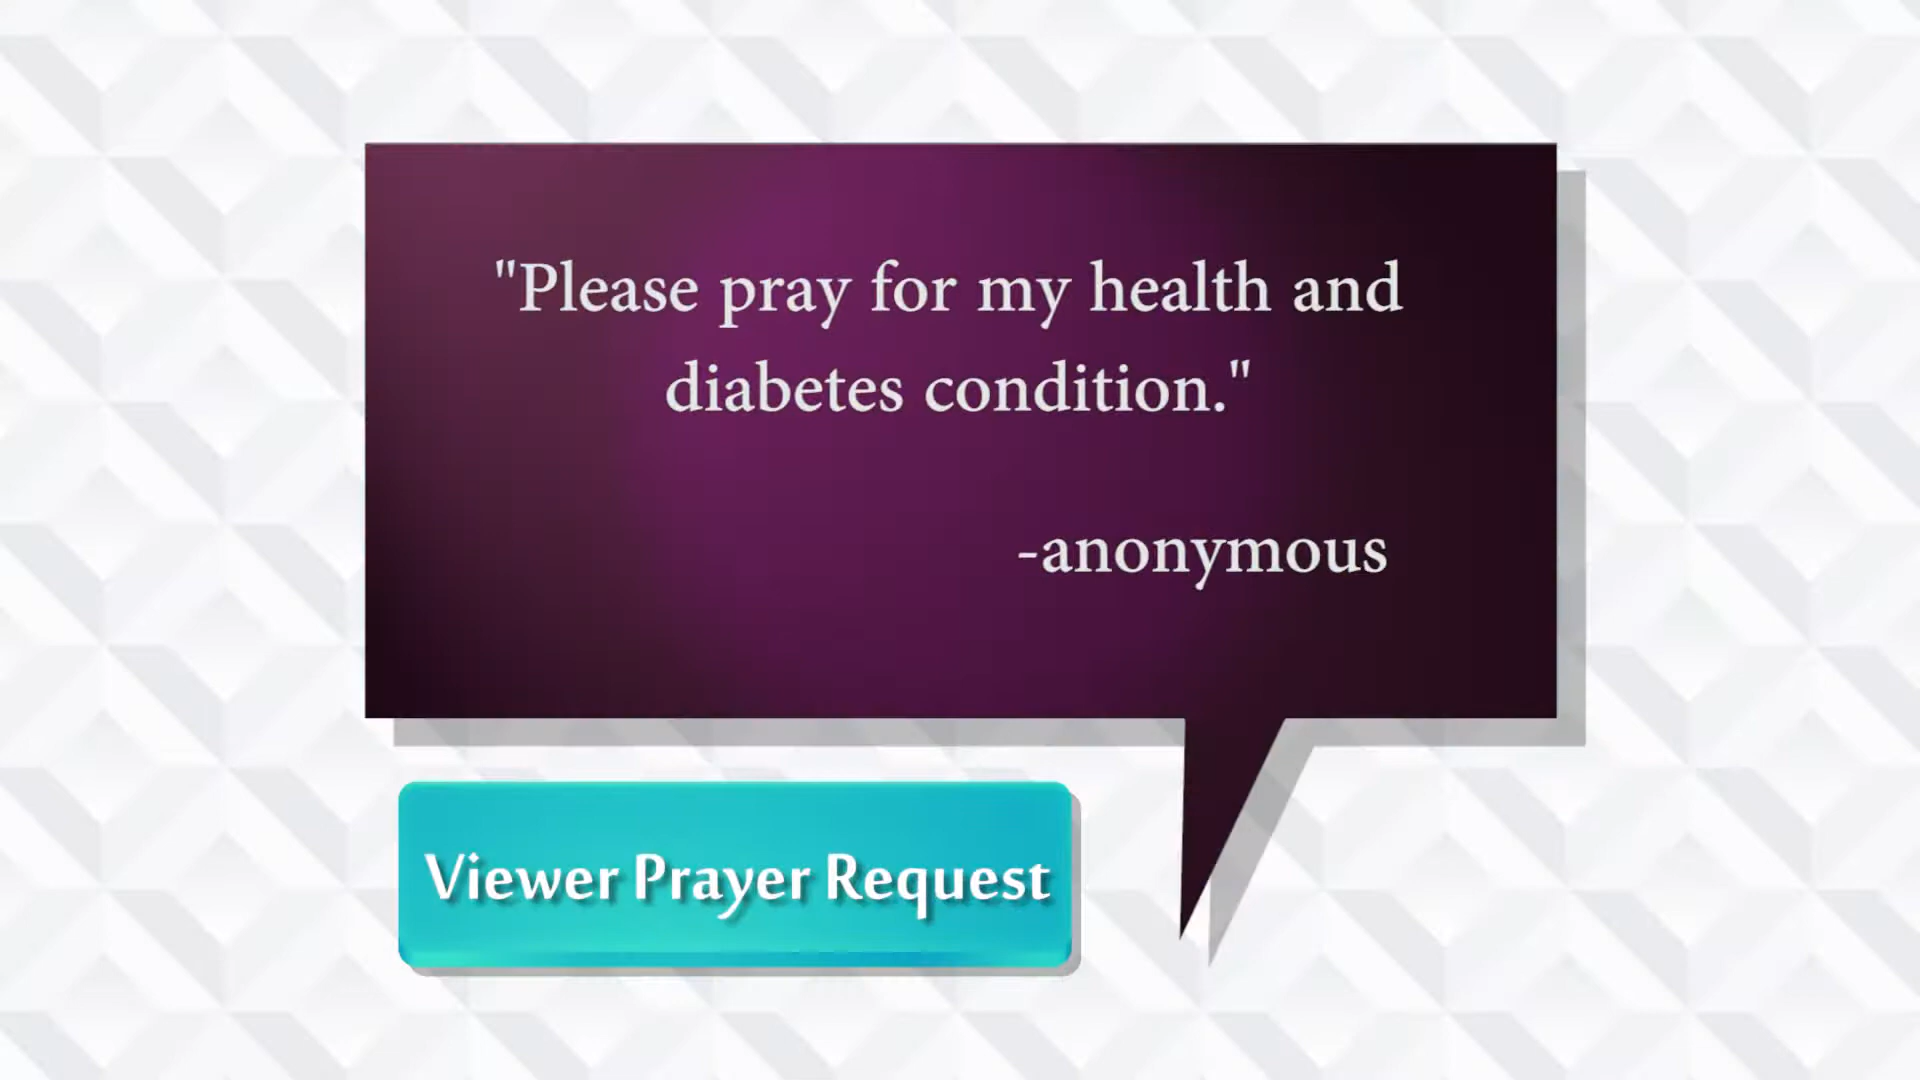 "Please pray for my health and
diabetes condition."
-anonymous
Viewer Prayer Request